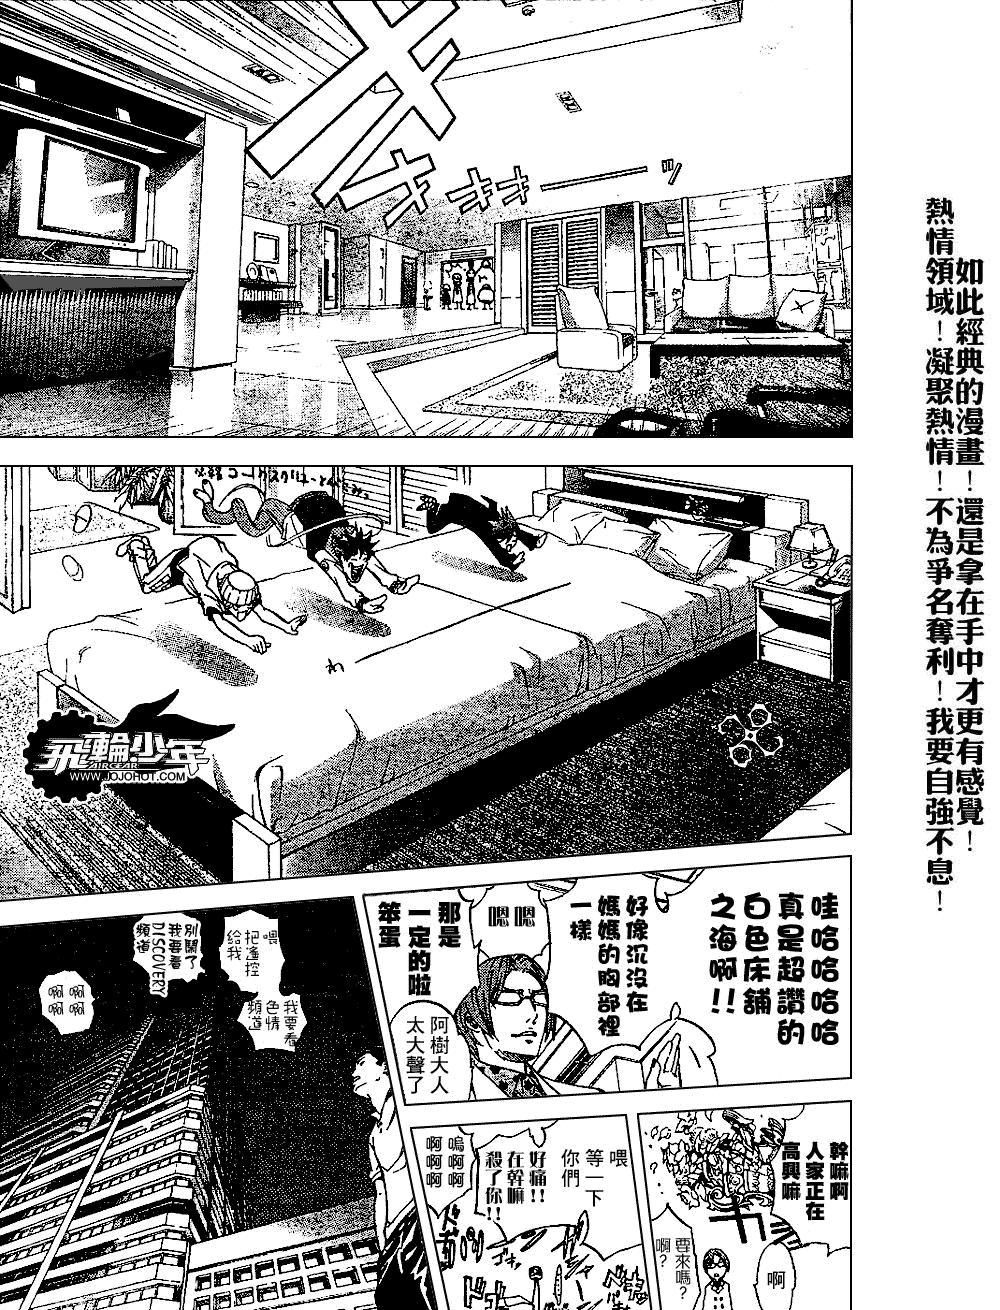 如此經典的漫畫！還是拿在手中才更有感覺！
熱情領域！凝聚熱情！不為爭名奪利！我要自強不息！
キ
キ
キ
ッ
わ
飛輪少年
AIRGEAR
WWW.JOJOHOT.COM
哇哈哈哈哈
真是超讚的
白色床舖
之海啊!!
好像沉沒在
媽媽的胸部裡
一樣
嗯嗯
那是
一定的啦
笨蛋
阿樹大人
太大聲了
幹嘛啊
人家正在
高興嘛
啊
要來嗎？
啊？
喂
等一下
你們
好痛!!
在幹嘛
殺了你!!
嗚啊啊
啊啊啊
喂
把遙控
給我
別鬧了
我要看
DISCOVERY
頻道
我要看
色情
頻道
啊啊
啊啊